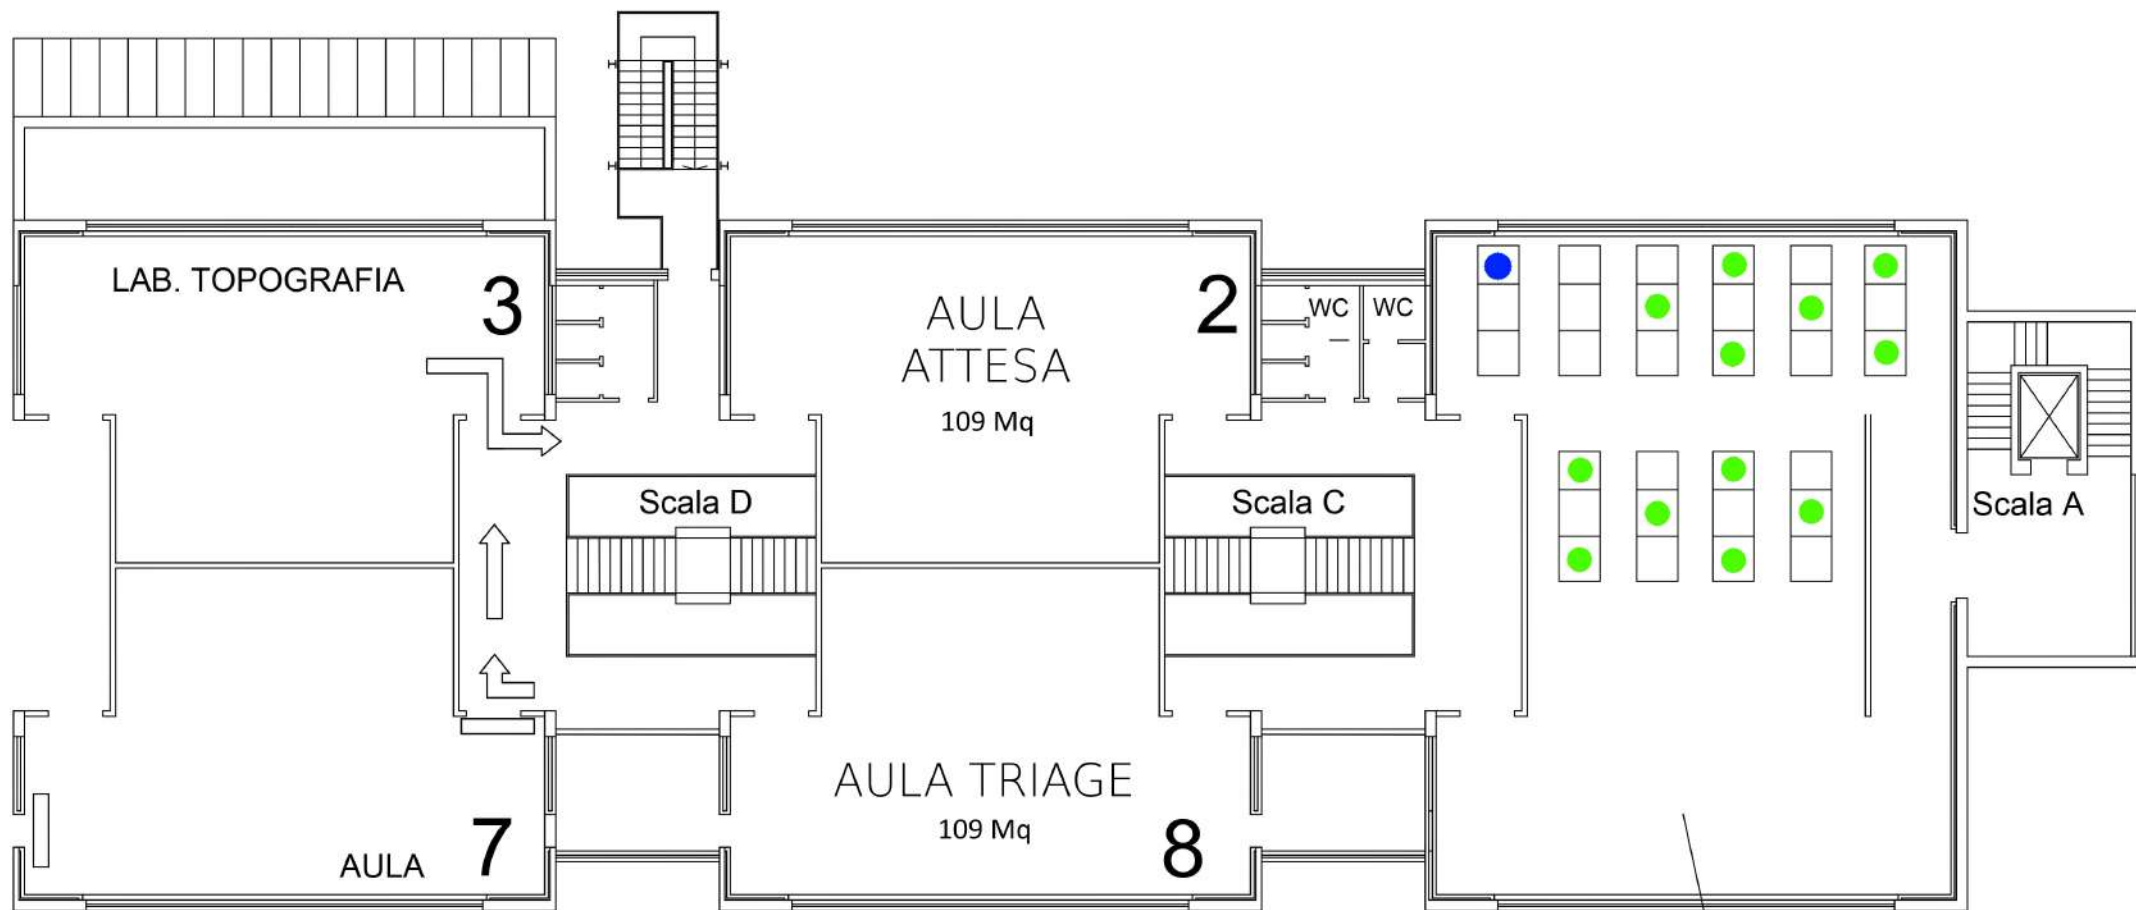 LAB. TOPOGRAFIA
3
AULA
ATTESA
109 Mq
2
WC
WC
Scala D
Scala C
Scala A
AULA TRIAGE
109 Mq
7
8
AULA